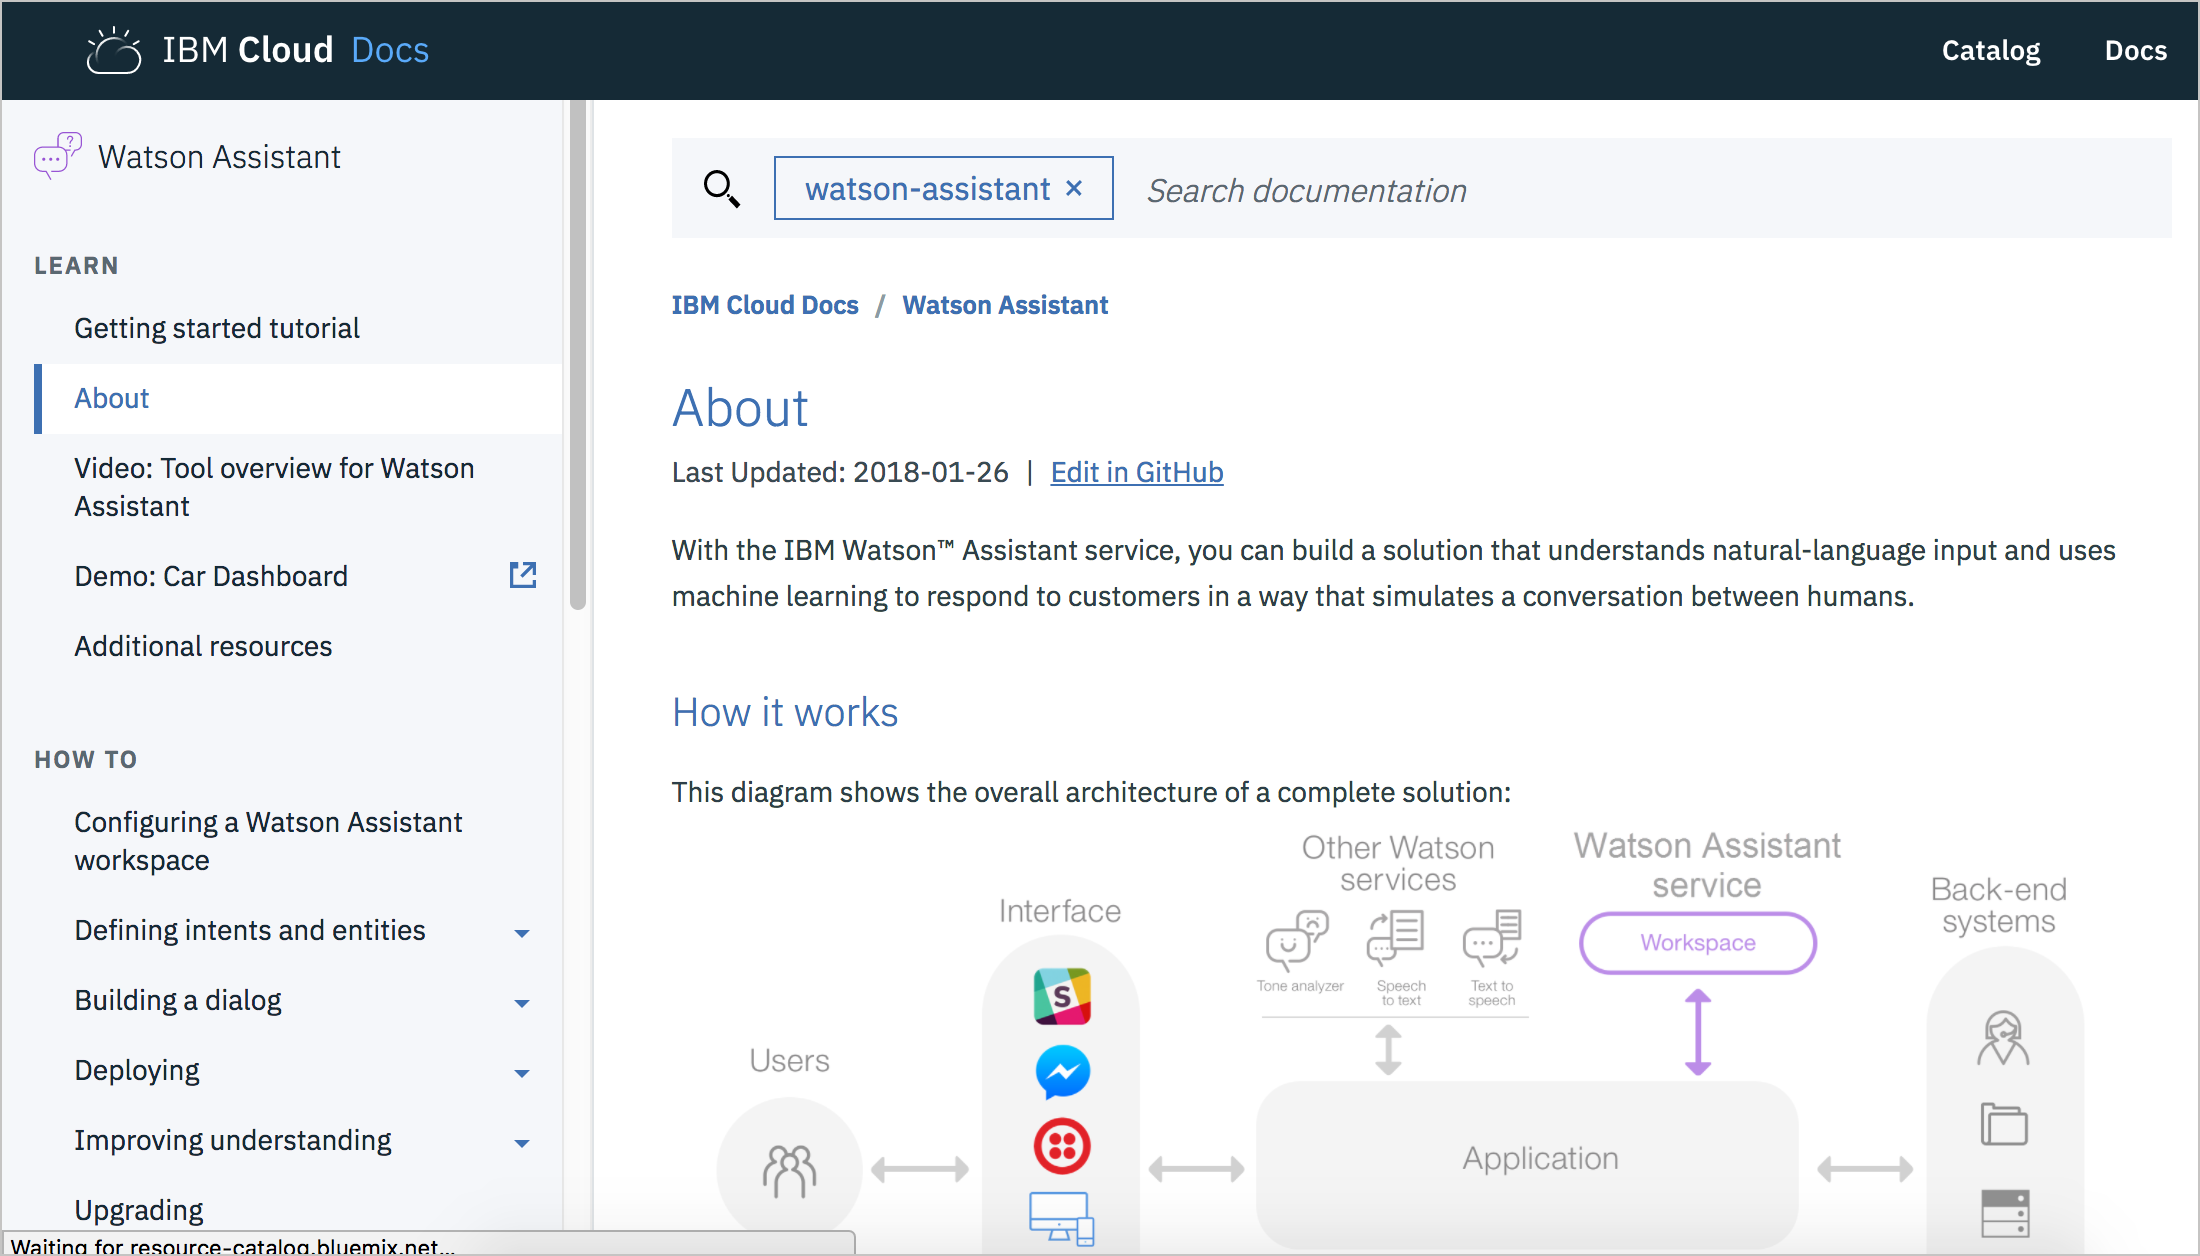 IBM Cloud Docs
Catalog
Docs
Watson Assistant
LEARN
Getting started tutorial
About
Video: Tool overview for Watson
Assistant
Demo: Car Dashboard
Additional resources
HOW TO
Configuring a Watson Assistant
workspace
Defining intents and entities
Building a dialog
Deploying
Improving understanding
Upgrading
Waiting for resource-catalog.bluemix.net...
watson-assistant ×
Search documentation
IBM Cloud Docs / Watson Assistant
About
Last Updated: 2018-01-26 | Edit in GitHub
With the IBM Watson™ Assistant service, you can build a solution that understands natural-language input and uses
machine learning to respond to customers in a way that simulates a conversation between humans.
How it works
This diagram shows the overall architecture of a complete solution:
Users
Interface
S
Other Watson
services
Tone analyzer
Speech
to text
Text to
speech
Watson Assistant
service
Workspace
Application
Back-end
systems